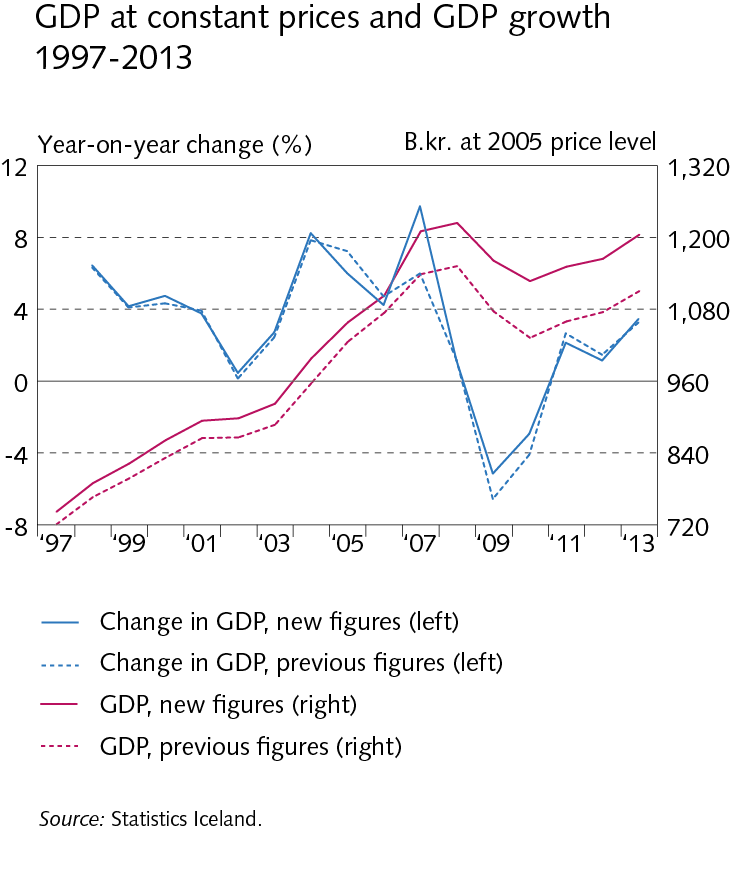 GDP at constant prices and GDP growth
1997-2013
Year-on-year change (%)
B.kr. at 2005 price level
12
8
4
0
-4
-8
1,320
1,200
1,080
960
840
720
‘97 ‘99 ‘01 ‘03 ‘05 ‘07 ‘09 ‘11 ‘13
Change in GDP, new figures (left)
Change in GDP, previous figures (left)
GDP, new figures (right)
GDP, previous figures (right)
Source: Statistics Iceland.